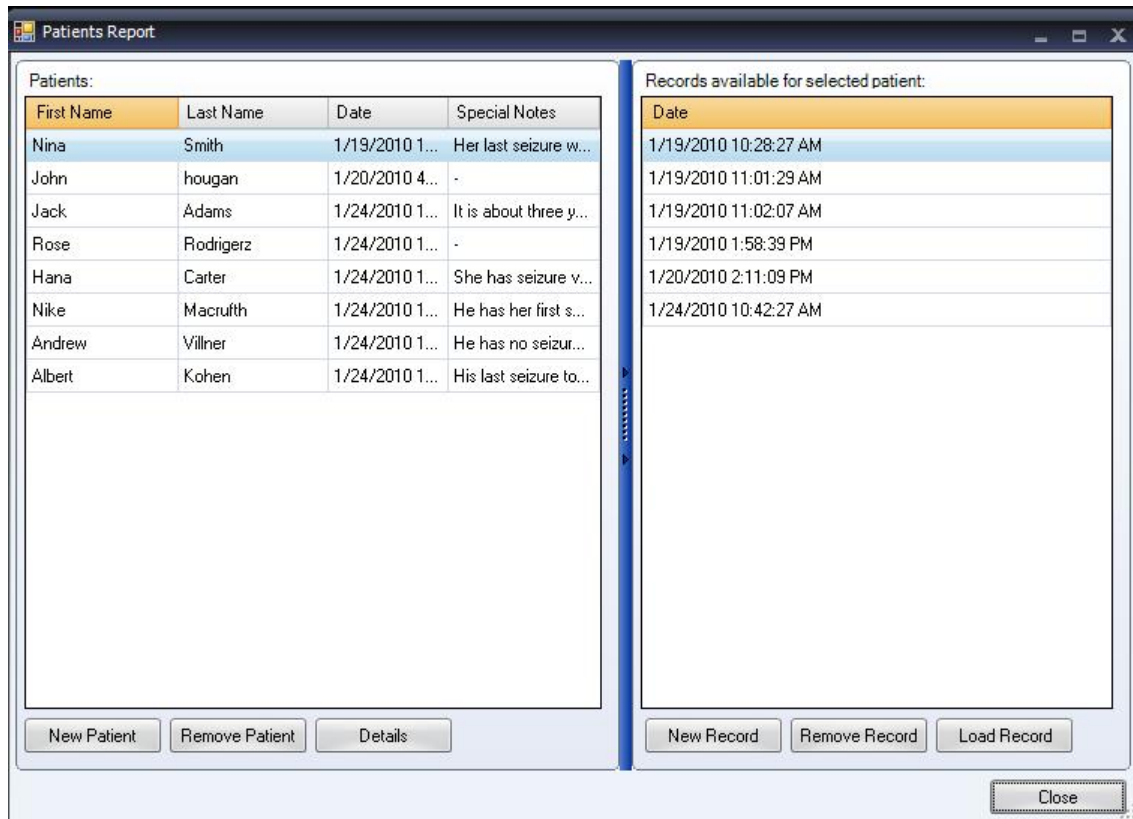 Patients Report
Patients:
First Name Last Name Date Special Notes
Nina Smith 1/19/2010 1... Her last seizure w...
John hougan 1/20/2010 4... -
Jack Adams 1/24/2010 1... It is about three y...
Rose Rodrigerz 1/24/2010 1... -
Hana Carter 1/24/2010 1... She has seizure v...
Nike Macrufth 1/24/2010 1... He has her first s...
Andrew Villner 1/24/2010 1... He has no seizur...
Albert Kohen 1/24/2010 1... His last seizure to...
New Patient Remove Patient Details
Records available for selected patient:
Date
1/19/2010 10:28:27 AM
1/19/2010 11:01:29 AM
1/19/2010 11:02:07 AM
1/19/2010 1:58:39 PM
1/20/2010 2:11:09 PM
1/24/2010 10:42:27 AM
New Record Remove Record Load Record
Close